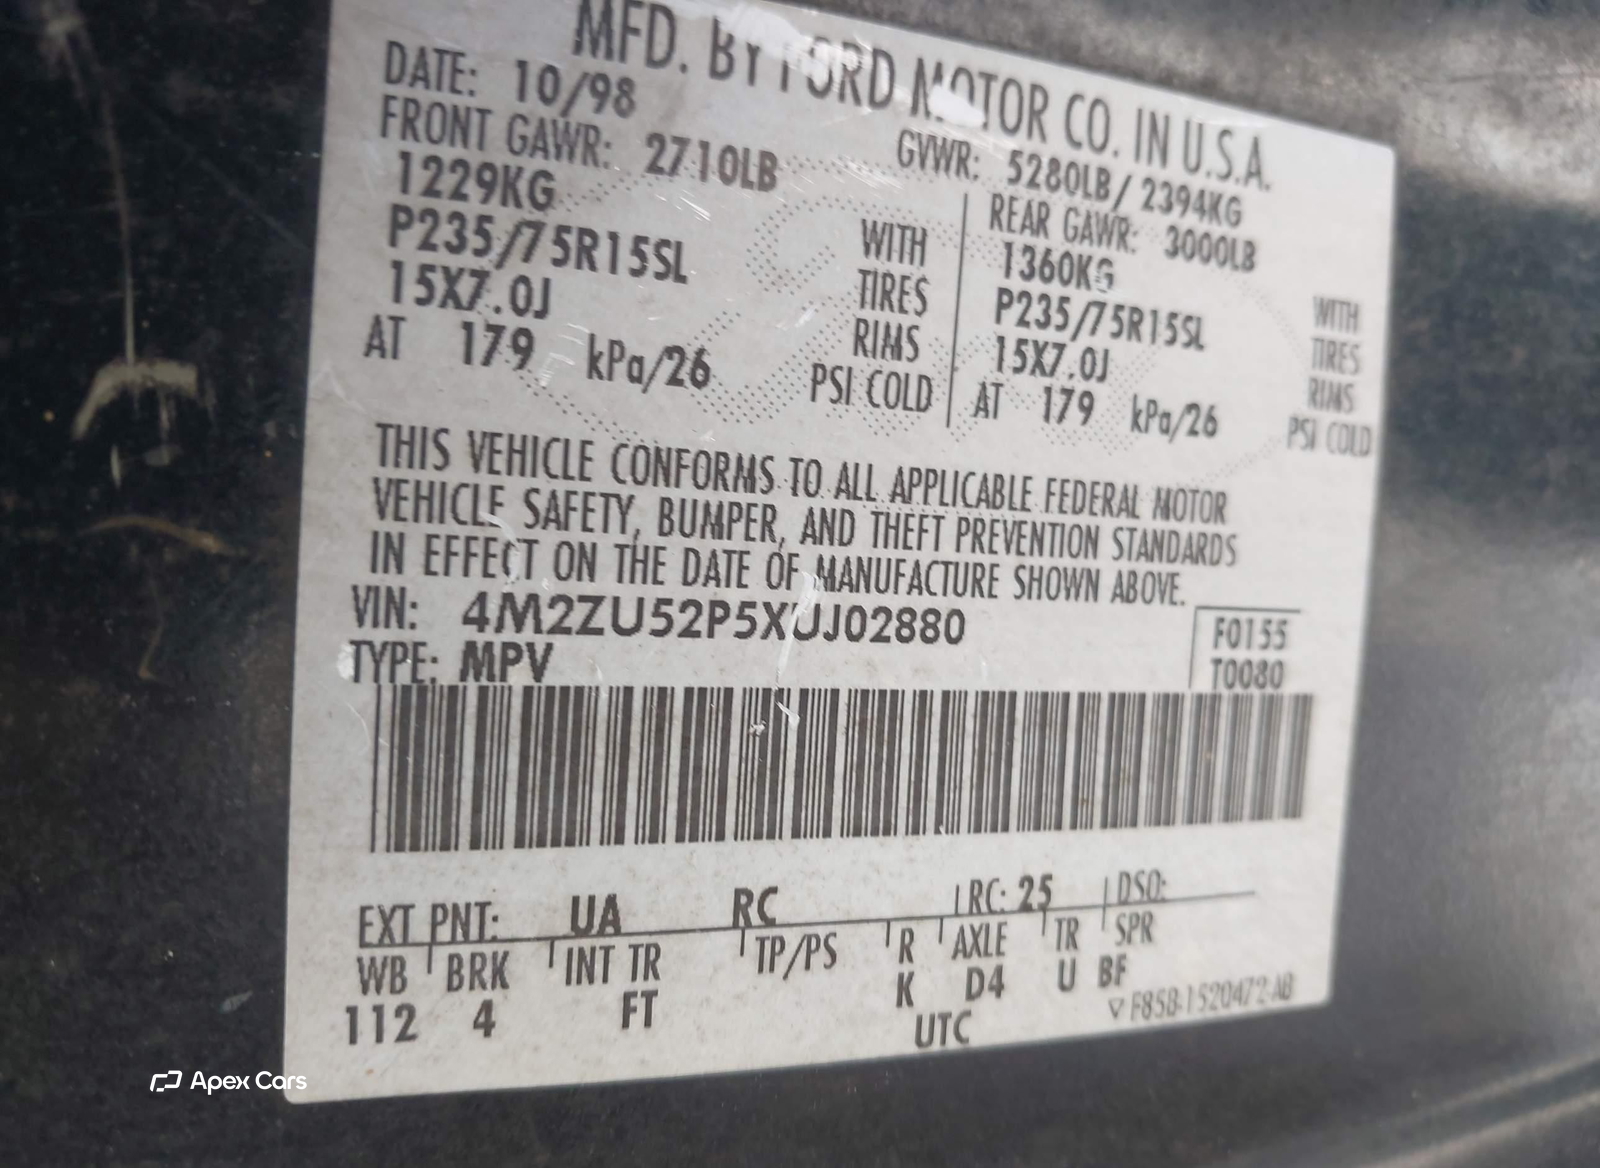 MFD. BY FORD MOTOR CO. IN U.S.A.
DATE: 10/98
GVWR: 5280LB / 2394KG
FRONT GAWR: 2710LB
1229KG WITH
P235/75R15SL TIRES
15X7.0J RIMS
AT 179 kPa/26 PSI COLD
REAR GAWR: 3000LB
1360KG WITH
P235/75R15SL TIRES
15X7.0J RIMS
AT 179 kPa/26 PSI COLD
THIS VEHICLE CONFORMS TO ALL APPLICABLE FEDERAL MOTOR
VEHICLE SAFETY, BUMPER, AND THEFT PREVENTION STANDARDS
IN EFFECT ON THE DATE OF MANUFACTURE SHOWN ABOVE.
VIN: 4M2ZU52P5XUJ02880
TYPE: MPV
F0155
T0080
EXT PNT: UA RC RC: 25 DSO:
WB BRK INT TR TP/PS R AXLE TR SPR
112 4 FT K D4 U BF
UTC
▽ F85B-1520472-AB
Apex Cars